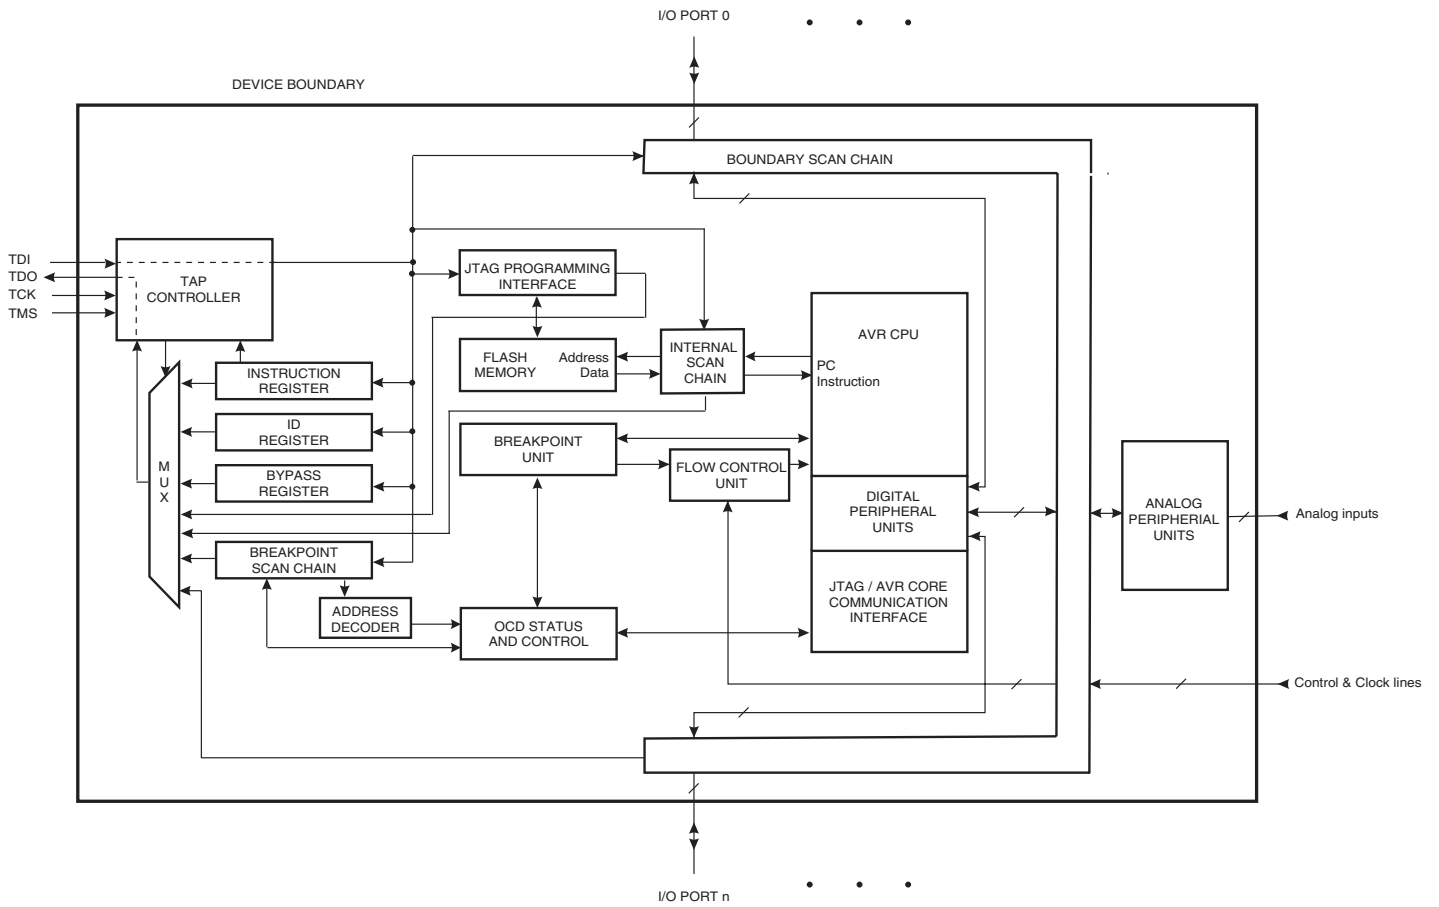 I/O PORT 0
DEVICE BOUNDARY
BOUNDARY SCAN CHAIN
TDI
TDO
TCK
TMS
TAP
CONTROLLER
JTAG PROGRAMMING
INTERFACE
AVR CPU
FLASH
MEMORY
Address
Data
INTERNAL
SCAN
CHAIN
PC
Instruction
INSTRUCTION
REGISTER
ID
REGISTER
BREAKPOINT
UNIT
FLOW CONTROL
UNIT
M
U
X
BYPASS
REGISTER
DIGITAL
PERIPHERAL
UNITS
ANALOG
PERIPHERIAL
UNITS
Analog inputs
BREAKPOINT
SCAN CHAIN
JTAG / AVR CORE
COMMUNICATION
INTERFACE
ADDRESS
DECODER
OCD STATUS
AND CONTROL
Control & Clock lines
I/O PORT n